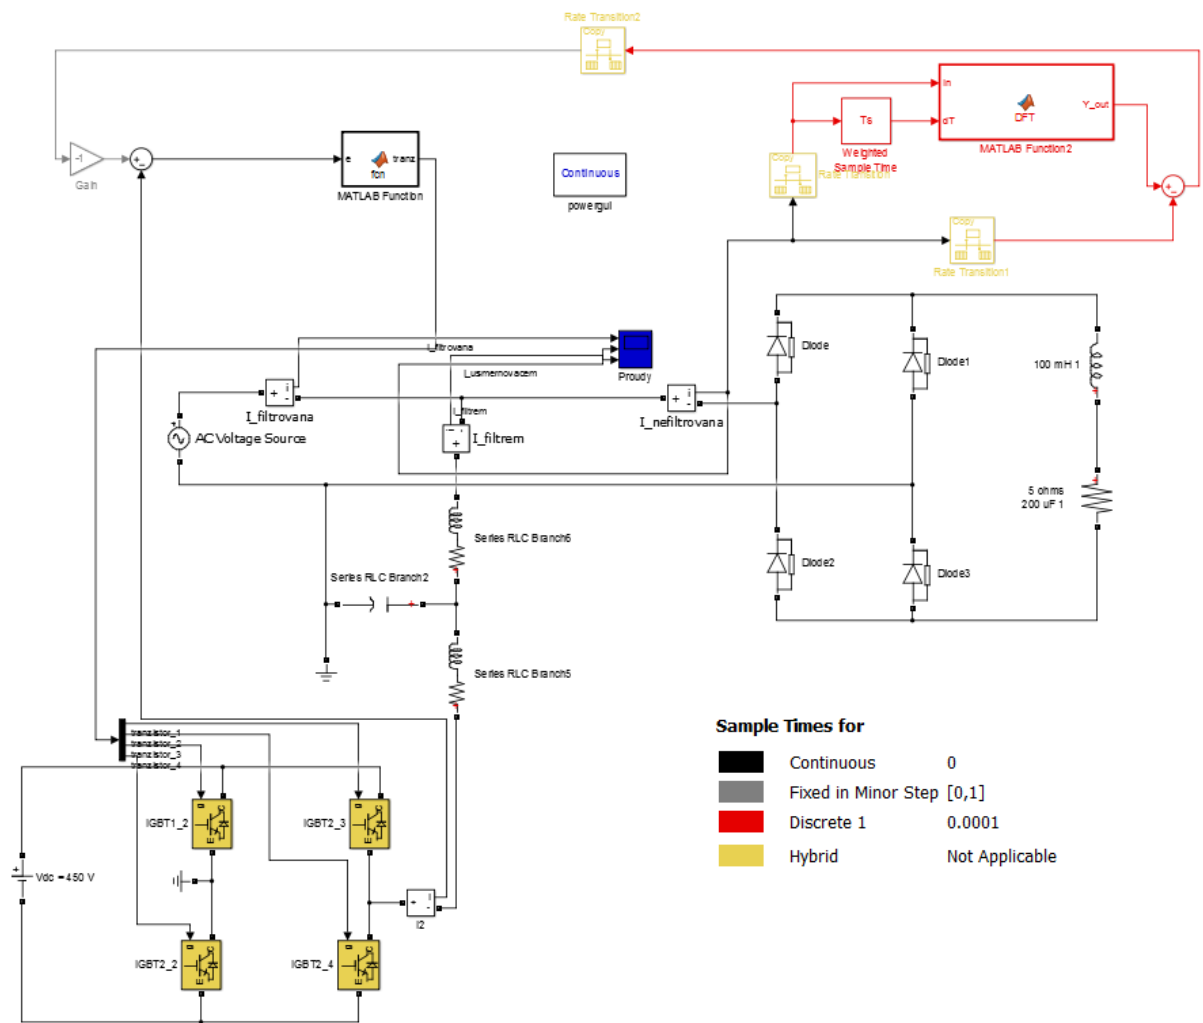 Rate Transition2
Copy
In
dT
DFT
Y_out
MATLAB Function2
Ts
Weighted
Sample Time
Copy
Rate Transition
-1
Gain
e
tranz
fcn
MATLAB Function
Continuous
powergui
Copy
Rate Transition1
I_filtrovana
I_usmernovacem
Proudy
Diode
Diode1
100 mH 1
+ i
-
I_filtrovana
I_filtrem
+ i
-
I_nefiltrovana
AC Voltage Source
I_filtrem
5 ohms
200 uF 1
Series RLC Branch6
Diode2
Diode3
Series RLC Branch2
Series RLC Branch5
tranzistor_1
tranzistor_2
tranzistor_3
tranzistor_4
Sample Times for
Continuous 0
Fixed in Minor Step [0,1]
Discrete 1 0.0001
Hybrid Not Applicable
IGBT1_2
g C
E
IGBT2_3
g C
E
Vdc = 450 V
+ i
-
I2
IGBT2_2
g C
E
IGBT2_4
g C
E